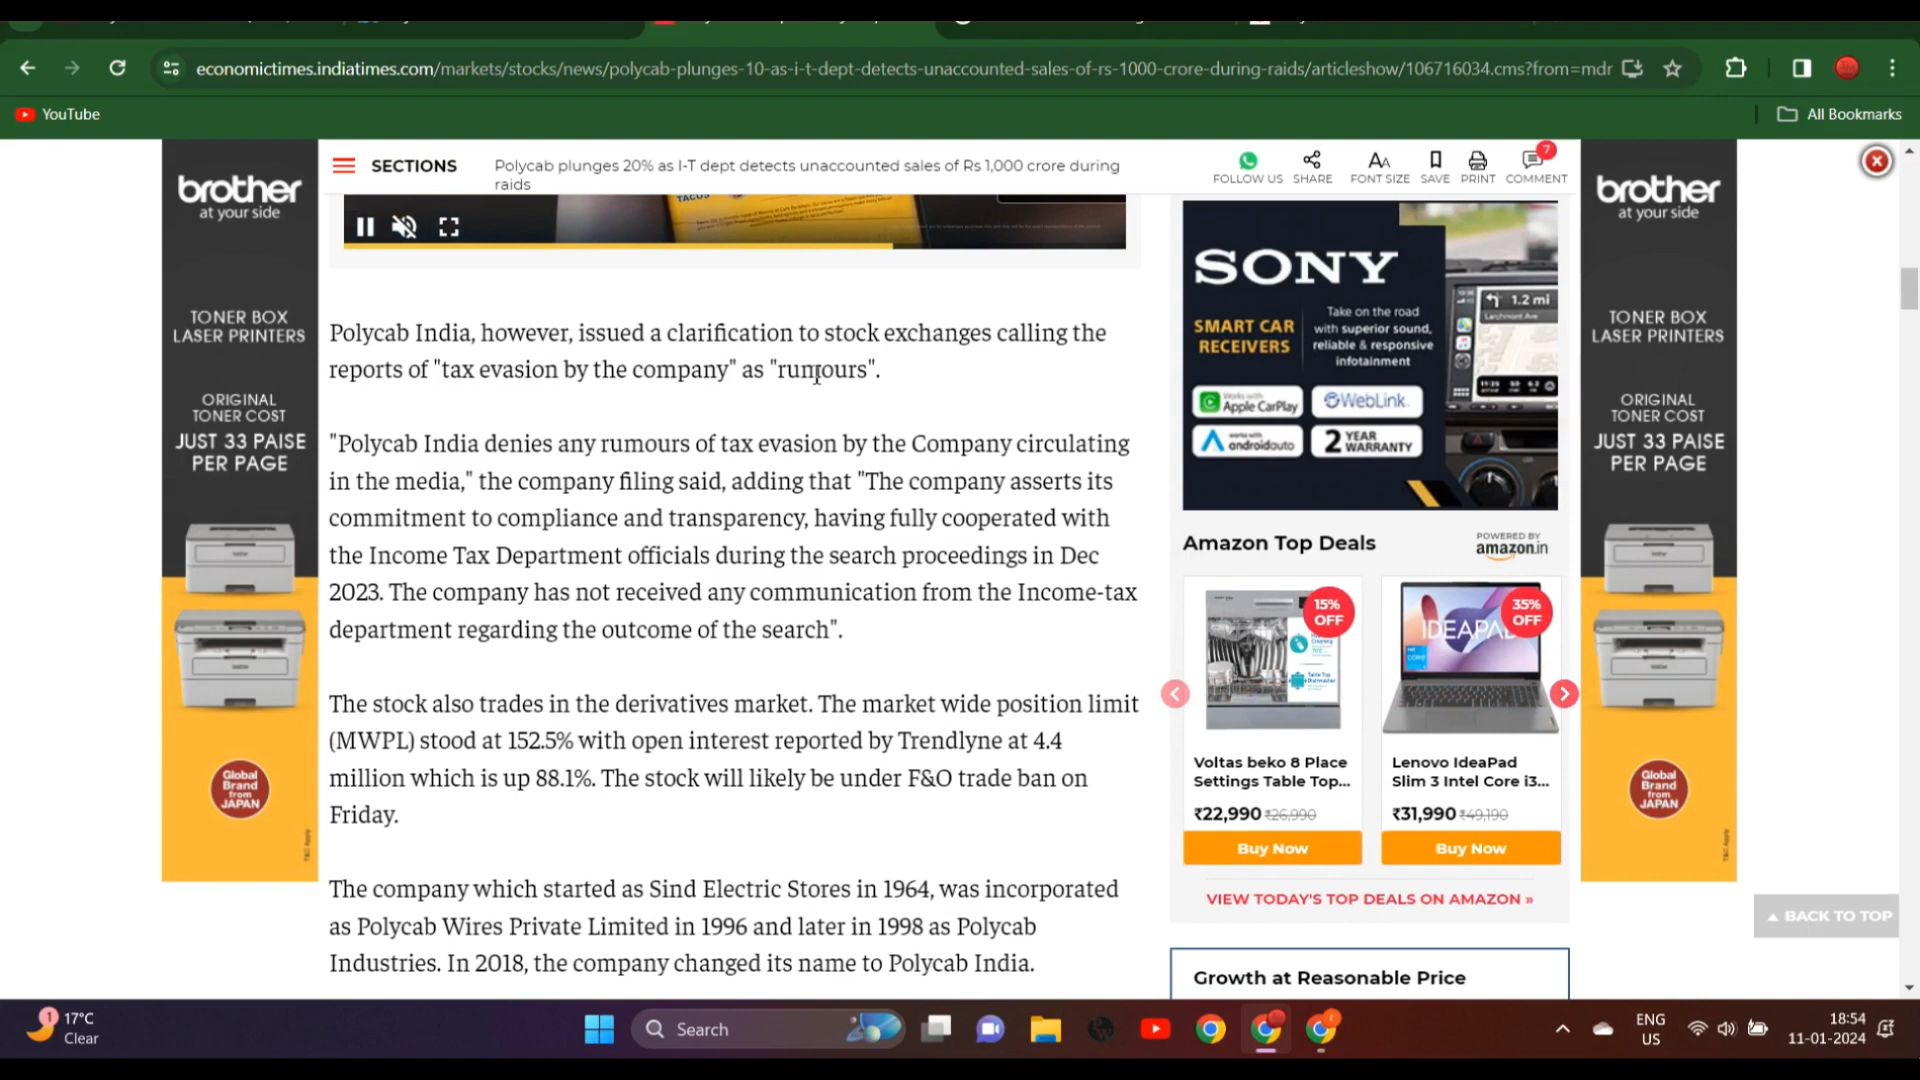 economictimes.indiatimes.com/markets/stocks/news/polycab-plunges-10-as-i-t-dept-detects-unaccounted-sales-of-rs-1000-crore-during-raids/articleshow/106716034.cms?from=mdr
YouTube
All Bookmarks
brother
at your side
TONER BOX
LASER PRINTERS
ORIGINAL
TONER COST
JUST 33 PAISE
PER PAGE
Global
Brand
from
JAPAN
T&C Apply
SECTIONS
Polycab plunges 20% as I-T dept detects unaccounted sales of Rs 1,000 crore during
raids
FOLLOW US
SHARE
FONT SIZE
SAVE
PRINT
7
COMMENT
TACOS
Polycab India, however, issued a clarification to stock exchanges calling the
reports of "tax evasion by the company" as "rumours".
"Polycab India denies any rumours of tax evasion by the Company circulating
in the media," the company filing said, adding that "The company asserts its
commitment to compliance and transparency, having fully cooperated with
the Income Tax Department officials during the search proceedings in Dec
2023. The company has not received any communication from the Income-tax
department regarding the outcome of the search".
The stock also trades in the derivatives market. The market wide position limit
(MWPL) stood at 152.5% with open interest reported by Trendlyne at 4.4
million which is up 88.1%. The stock will likely be under F&O trade ban on
Friday.
The company which started as Sind Electric Stores in 1964, was incorporated
as Polycab Wires Private Limited in 1996 and later in 1998 as Polycab
Industries. In 2018, the company changed its name to Polycab India.
SONY
SMART CAR
RECEIVERS
Take on the road
with superior sound,
reliable & responsive
infotainment
Works with
Apple CarPlay
WebLink
works with
androidauto
2 YEAR
WARRANTY
1.2 mi
Amazon Top Deals
POWERED BY
amazon.in
15%
OFF
Voltas beko 8 Place
Settings Table Top...
₹22,990 ₹26,990
Buy Now
35%
OFF
IDEAPAD
Lenovo IdeaPad
Slim 3 Intel Core i3...
₹31,990 ₹49,190
Buy Now
VIEW TODAY'S TOP DEALS ON AMAZON »
Growth at Reasonable Price
brother
at your side
TONER BOX
LASER PRINTERS
ORIGINAL
TONER COST
JUST 33 PAISE
PER PAGE
Global
Brand
from
JAPAN
T&C Apply
BACK TO TOP
1
17°C
Clear
Search
ENG
US
18:54
11-01-2024